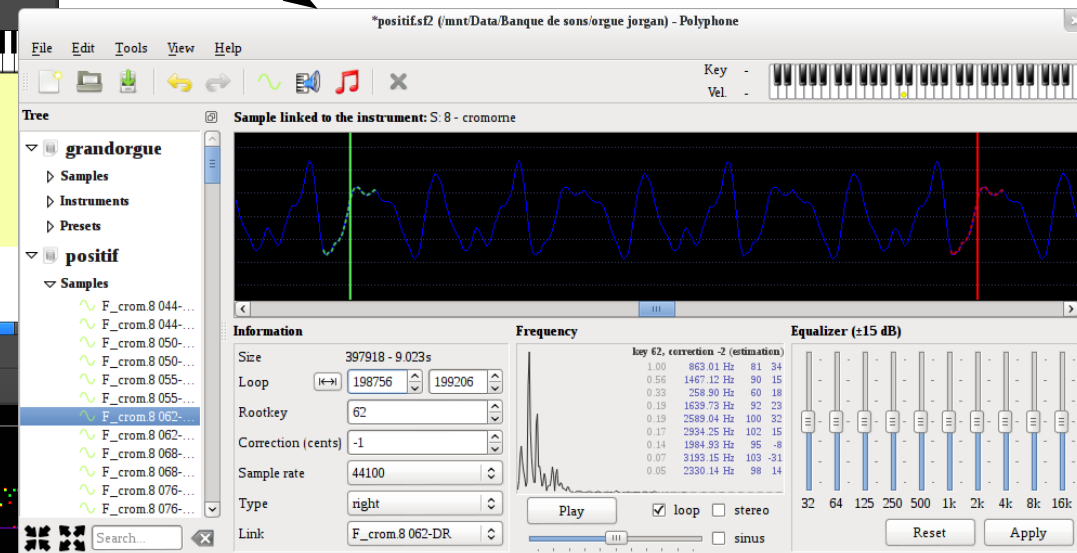 *positif.sf2 (/mnt/Data/Banque de sons/orgue jorgan) - Polyphone
File Edit Tools View Help
Key -
Vel. -
Tree
Sample linked to the instrument: S: 8 - cromorne
grandorgue
Samples
Instruments
Presets
positif
Samples
F_crom.8 044-...
F_crom.8 044-...
F_crom.8 050-...
F_crom.8 050-...
F_crom.8 055-...
F_crom.8 055-...
F_crom.8 062-...
F_crom.8 062-...
F_crom.8 068-...
F_crom.8 068-...
F_crom.8 076-...
F_crom.8 076-...
Search...
Information
Size 397918 - 9.023s
Loop 198756 199206
Rootkey 62
Correction (cents) -1
Sample rate 44100
Type right
Link F_crom.8 062-DR
Frequency
key 62, correction -2 (estimation)
1.00 863.01 Hz 81 34
0.56 1467.12 Hz 90 15
0.33 258.90 Hz 60 18
0.19 1639.73 Hz 92 23
0.19 2589.04 Hz 100 32
0.17 2934.25 Hz 102 15
0.14 1984.93 Hz 95 -8
0.07 3193.15 Hz 103 -31
0.05 2330.14 Hz 98 14
Play loop stereo
sinus
Equalizer (±15 dB)
32 64 125 250 500 1k 2k 4k 8k 16k
Reset Apply